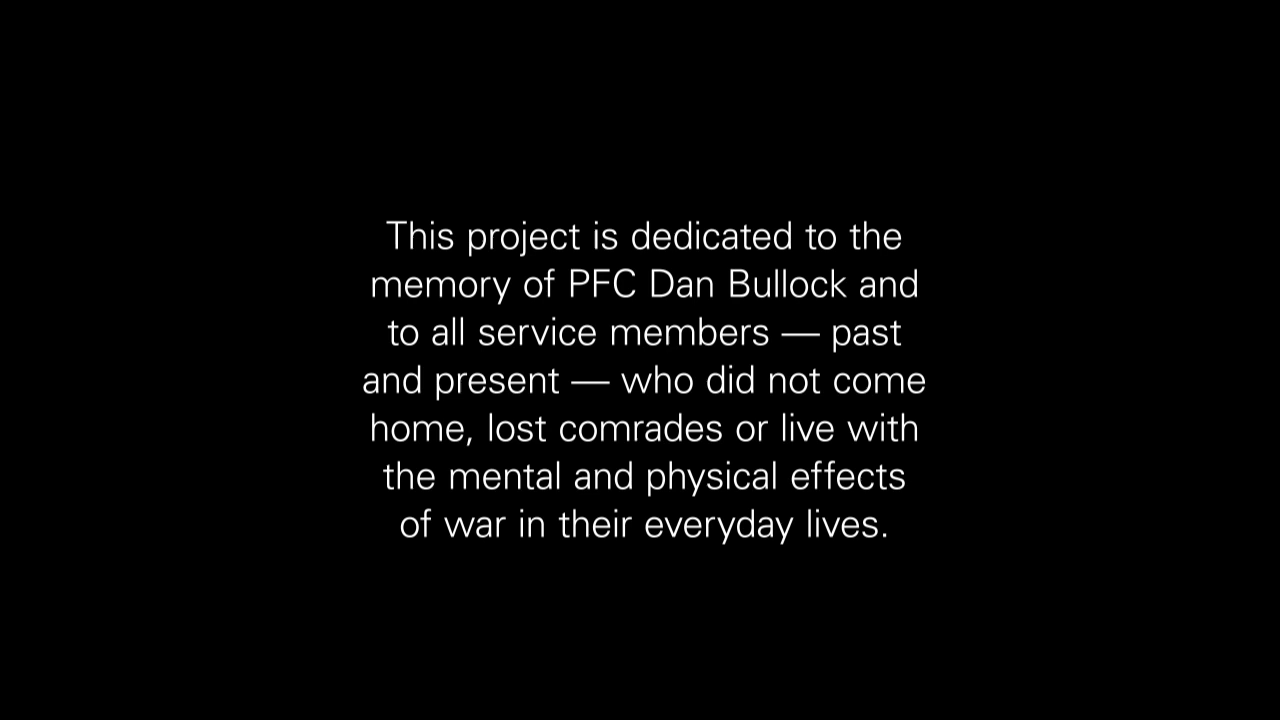 This project is dedicated to the
memory of PFC Dan Bullock and
to all service members — past
and present — who did not come
home, lost comrades or live with
the mental and physical effects
of war in their everyday lives.